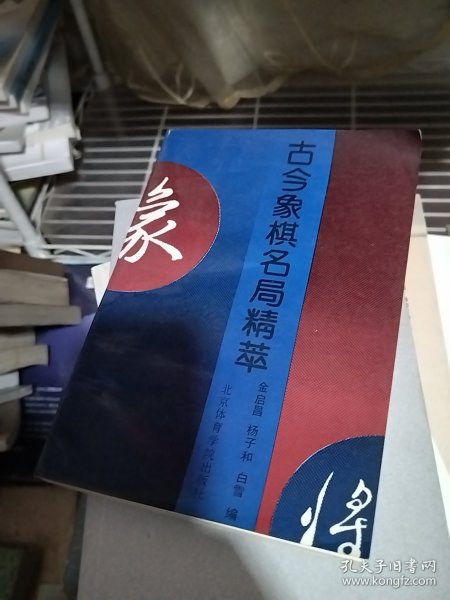 古今象棋名局精萃
金启昌 杨子和 白雪 编
北京体育学院出版社
象
将
孔夫子旧书网
www.kongfz.com